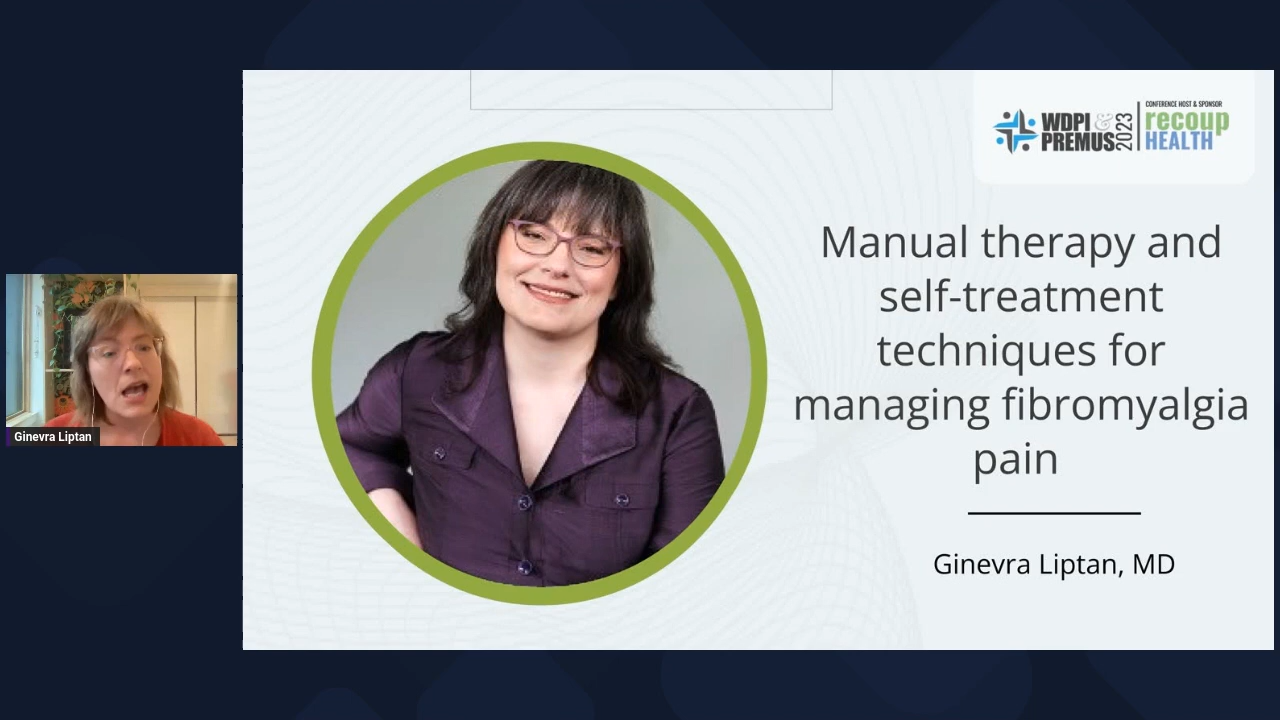 CONFERENCE HOST & SPONSOR
WDPI &
PREMUS 2023
recoup
HEALTH
Manual therapy and
self-treatment
techniques for
managing fibromyalgia
pain
Ginevra Liptan, MD
Ginevra Liptan